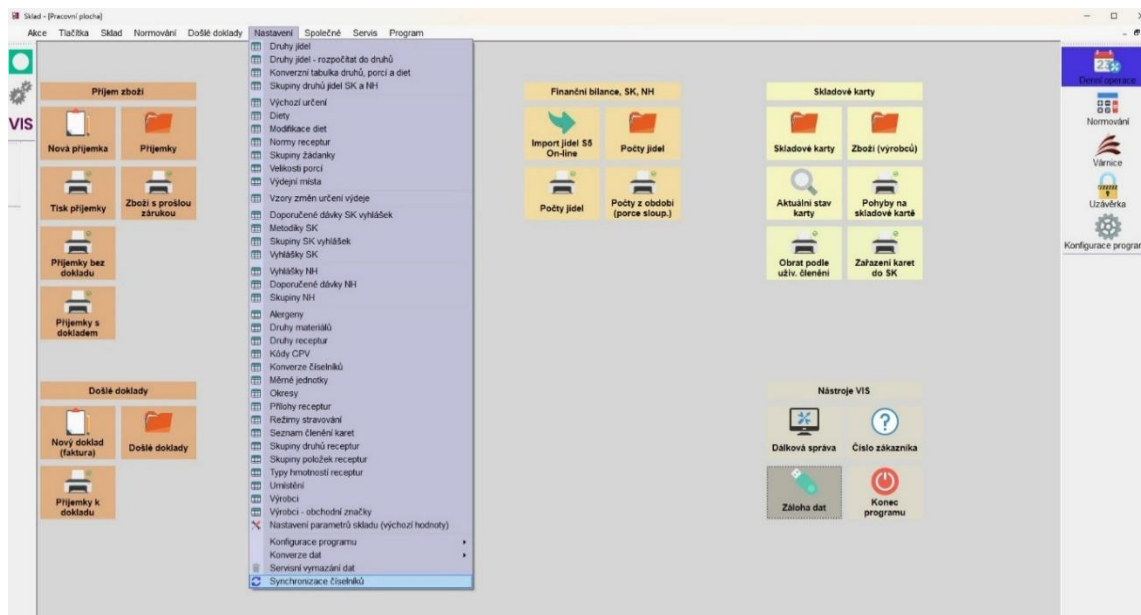 Sklad - [Pracovní plocha]
Akce Tlačítka Sklad Normování Došlé doklady Nastavení Společné Servis Program
VIS
Příjem zboží
Nová příjemka
Příjemky
Tisk příjemky
Zboží s prošlou
zárukou
Příjemky bez
dokladu
Příjemky s
dokladem
Došlé doklady
Nový doklad
(faktura)
Došlé doklady
Příjemky k
dokladu
Druhy jídel
Druhy jídel - rozpočítat do druhů
Konverzní tabulka druhů, porcí a diet
Skupiny druhů jídel SK a NH
Výchozí určení
Diety
Modifikace diet
Normy receptur
Skupiny žádanky
Velikosti porcí
Výdejní místa
Vzory změn určení výdeje
Doporučené dávky SK vyhlášek
Metodiky SK
Skupiny SK vyhlášek
Vyhlášky SK
Vyhlášky NH
Doporučené dávky NH
Skupiny NH
Alergeny
Druhy materiálů
Druhy receptur
Kódy CPV
Konverze číselníků
Měrné jednotky
Okresy
Přílohy receptur
Režimy stravování
Seznam členění karet
Skupiny druhů receptur
Skupiny položek receptur
Typy hmotností receptur
Umístění
Výrobci
Výrobci - obchodní značky
Nastavení parametrů skladu (výchozí hodnoty)
Konfigurace programu
Konverze dat
Servisní vymazání dat
Synchronizace číselníků
Finanční bilance, SK, NH
Import jídel S5
On-line
Počty jídel
Počty jídel
Počty z období
(porce sloup.)
Skladové karty
Skladové karty
Zboží (výrobců)
Aktuální stav
karty
Pohyby na
skladové kartě
Obrat podle
uživ. členění
Zařazení karet
do SK
Nástroje VIS
Dálková správa
Číslo zákazníka
Záloha dat
Konec
programu
23
Denní operace
Normování
Várnice
Uzávěrka
Konfigurace program